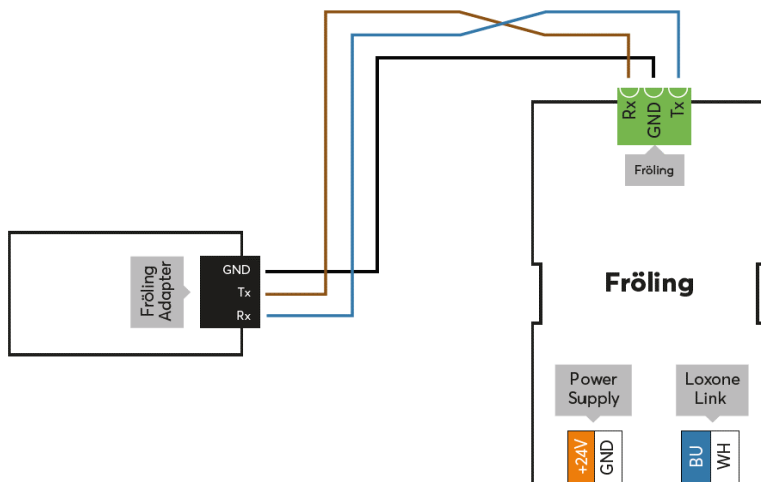 Rx
GND
Tx
Fröling
GND
Tx
Rx
Fröling
Adapter
Fröling
Power
Supply
Loxone
Link
+24V
GND
BU
WH